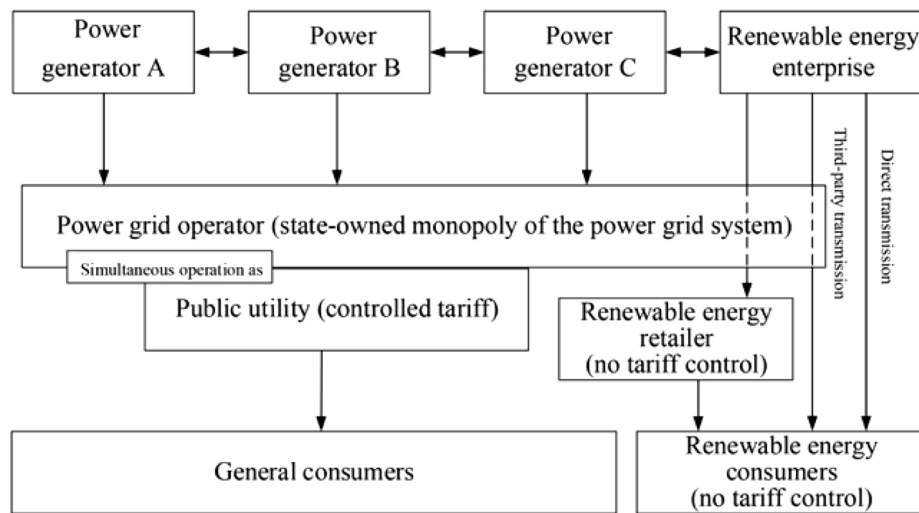 Power
generator A
Power
generator B
Power
generator C
Renewable energy
enterprise
Third-party transmission
Direct transmission
Power grid operator (state-owned monopoly of the power grid system)
Simultaneous operation as
Public utility (controlled tariff)
Renewable energy
retailer
(no tariff control)
General consumers
Renewable energy
consumers
(no tariff control)